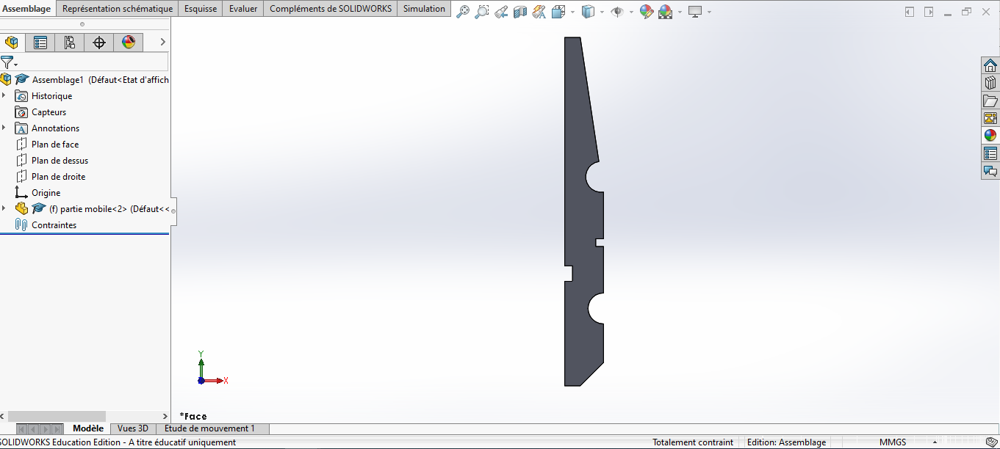 Assemblage Représentation schématique Esquisse Evaluer Compléments de SOLIDWORKS Simulation
Assemblage1 (Défaut<Etat d'affich
Historique
Capteurs
A Annotations
Plan de face
Plan de dessus
Plan de droite
Origine
(f) partie mobile<2> (Défaut<<
Contraintes
Y
X
*Face
Modèle Vues 3D Etude de mouvement 1
SOLIDWORKS Education Edition - A titre éducatif uniquement Totalement contraint Edition: Assemblage MMGS